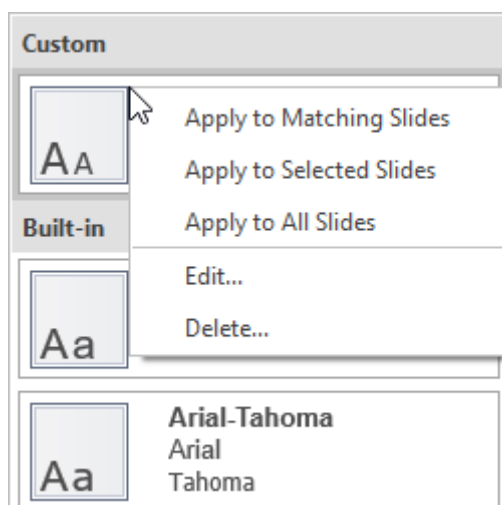 Custom
AA
Apply to Matching Slides
Apply to Selected Slides
Apply to All Slides
Built-in
Edit...
Delete...
Aa
Arial-Tahoma
Arial
Tahoma
Aa